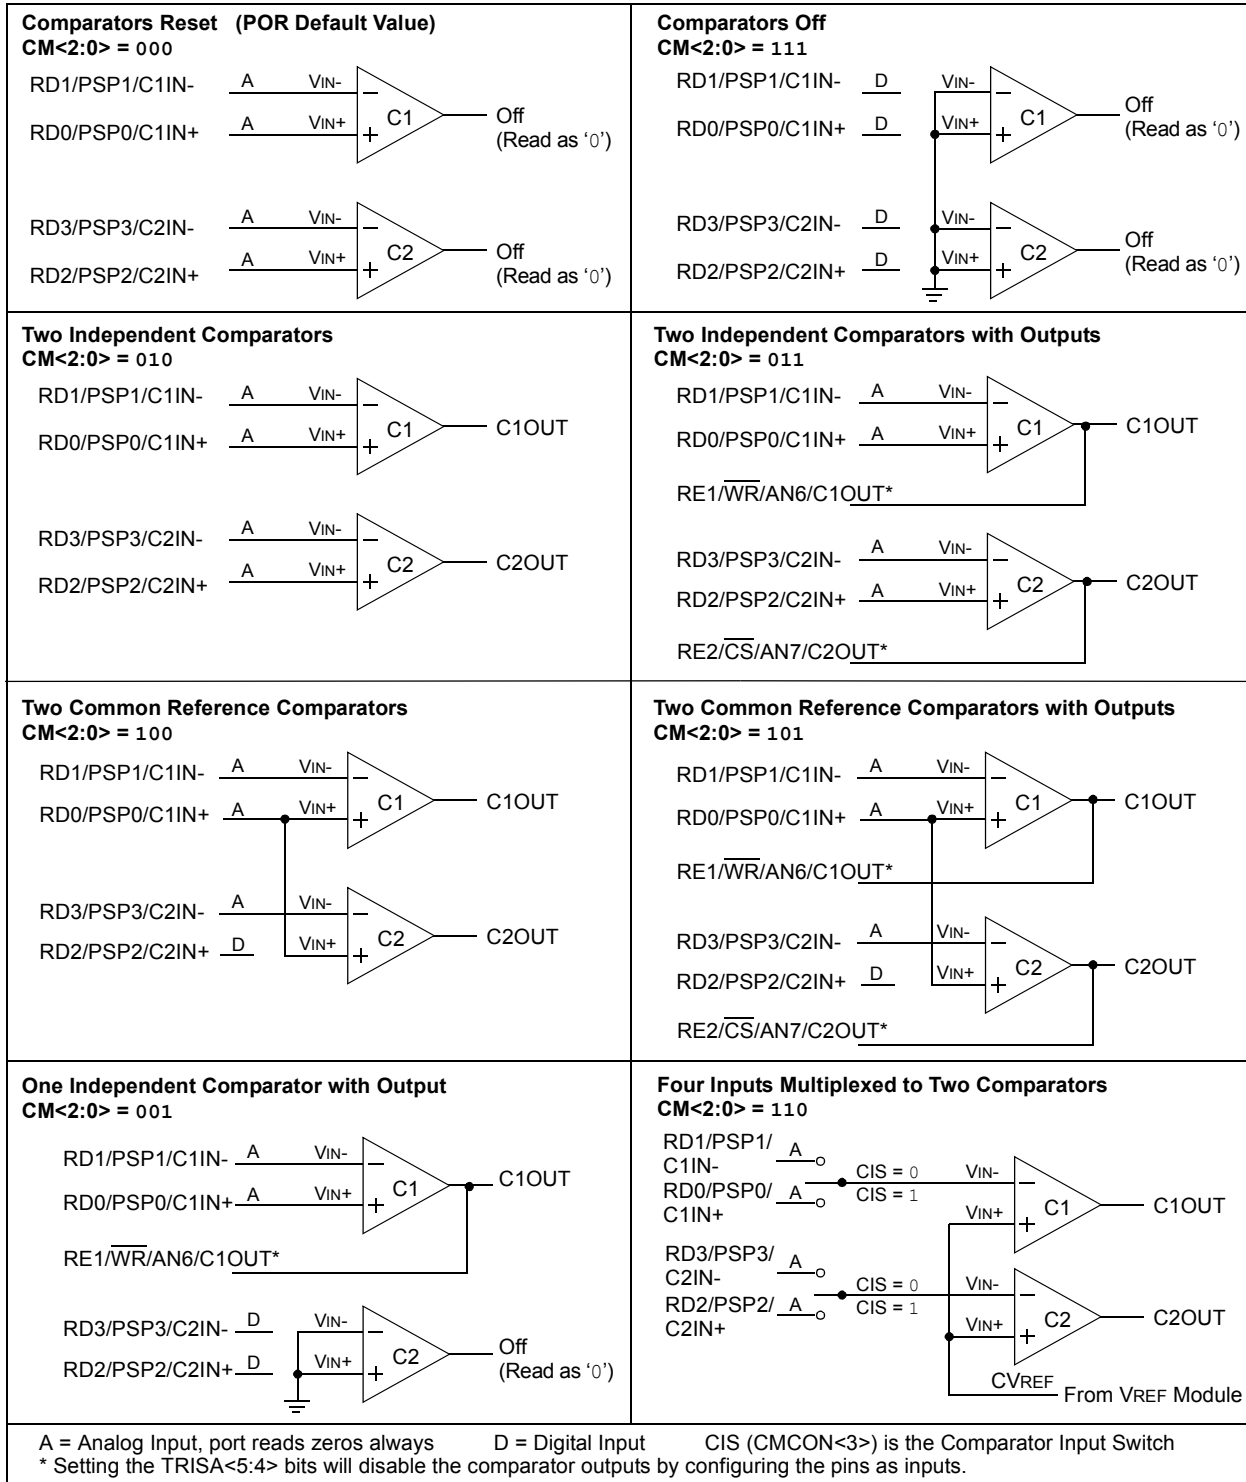 Comparators Reset (POR Default Value)
CM<2:0> = 000
RD1/PSP1/C1IN-
A
VIN-
RD0/PSP0/C1IN+
A
VIN+
C1
Off
(Read as ‘0’)
RD3/PSP3/C2IN-
A
VIN-
RD2/PSP2/C2IN+
A
VIN+
C2
Off
(Read as ‘0’)
Comparators Off
CM<2:0> = 111
RD1/PSP1/C1IN-
D
VIN-
RD0/PSP0/C1IN+
D
VIN+
C1
Off
(Read as ‘0’)
RD3/PSP3/C2IN-
D
VIN-
RD2/PSP2/C2IN+
D
VIN+
C2
Off
(Read as ‘0’)
Two Independent Comparators
CM<2:0> = 010
RD1/PSP1/C1IN-
A
VIN-
RD0/PSP0/C1IN+
A
VIN+
C1
C1OUT
RD3/PSP3/C2IN-
A
VIN-
RD2/PSP2/C2IN+
A
VIN+
C2
C2OUT
Two Independent Comparators with Outputs
CM<2:0> = 011
RD1/PSP1/C1IN-
A
VIN-
RD0/PSP0/C1IN+
A
VIN+
C1
C1OUT
RE1/WR/AN6/C1OUT*
RD3/PSP3/C2IN-
A
VIN-
RD2/PSP2/C2IN+
A
VIN+
C2
C2OUT
RE2/CS/AN7/C2OUT*
Two Common Reference Comparators
CM<2:0> = 100
RD1/PSP1/C1IN-
A
VIN-
RD0/PSP0/C1IN+
A
VIN+
C1
C1OUT
RD3/PSP3/C2IN-
A
VIN-
RD2/PSP2/C2IN+
D
VIN+
C2
C2OUT
Two Common Reference Comparators with Outputs
CM<2:0> = 101
RD1/PSP1/C1IN-
A
VIN-
RD0/PSP0/C1IN+
A
VIN+
C1
C1OUT
RE1/WR/AN6/C1OUT*
RD3/PSP3/C2IN-
A
VIN-
RD2/PSP2/C2IN+
D
VIN+
C2
C2OUT
RE2/CS/AN7/C2OUT*
One Independent Comparator with Output
CM<2:0> = 001
RD1/PSP1/C1IN-
A
VIN-
RD0/PSP0/C1IN+
A
VIN+
C1
C1OUT
RE1/WR/AN6/C1OUT*
RD3/PSP3/C2IN-
D
VIN-
RD2/PSP2/C2IN+
D
VIN+
C2
Off
(Read as ‘0’)
Four Inputs Multiplexed to Two Comparators
CM<2:0> = 110
RD1/PSP1/
C1IN-
A
RD0/PSP0/
C1IN+
A
CIS = 0
CIS = 1
VIN-
VIN+
C1
C1OUT
RD3/PSP3/
C2IN-
A
RD2/PSP2/
C2IN+
A
CIS = 0
CIS = 1
VIN-
VIN+
C2
C2OUT
CVREF
From VREF Module
A = Analog Input, port reads zeros always D = Digital Input CIS (CMCON<3>) is the Comparator Input Switch
* Setting the TRISA<5:4> bits will disable the comparator outputs by configuring the pins as inputs.